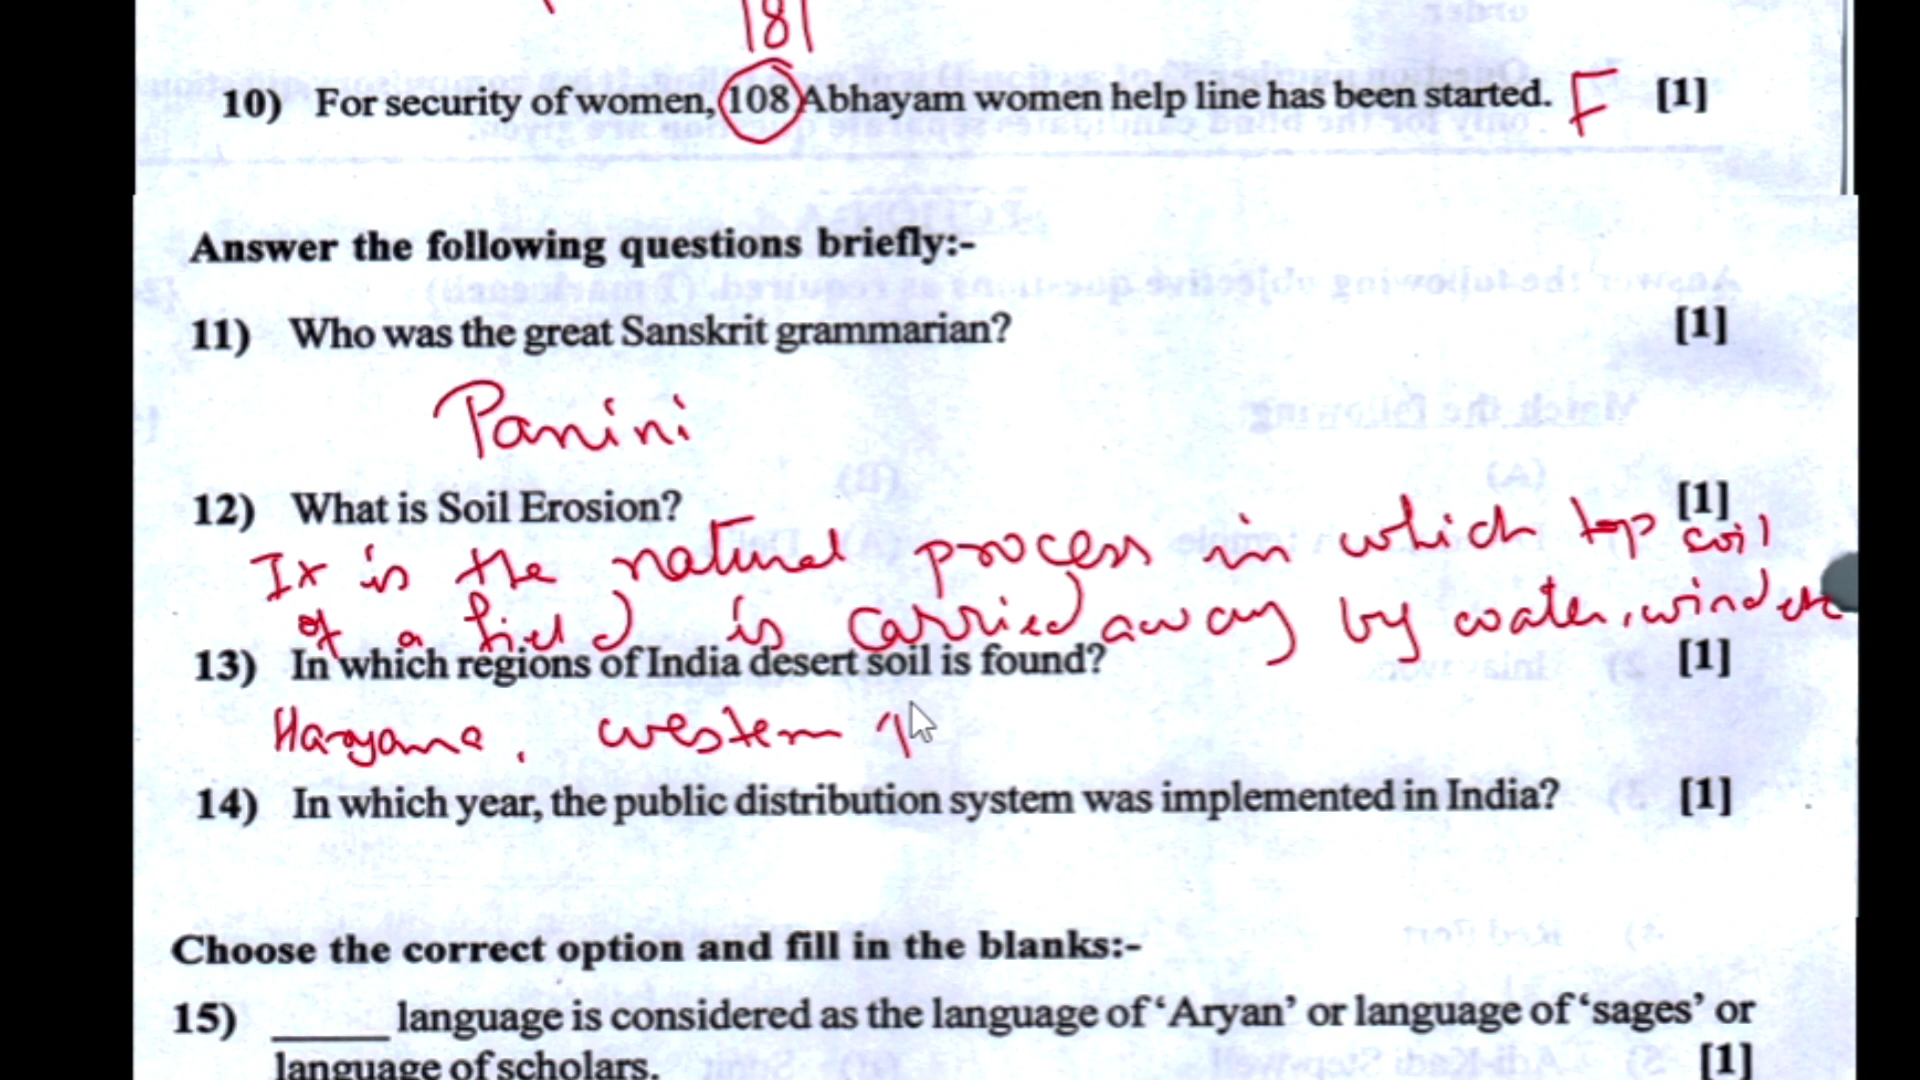 181
10) For security of women, 108 Abhayam women help line has been started. F [1]
Answer the following questions briefly:-
11) Who was the great Sanskrit grammarian? [1]
Panini
12) What is Soil Erosion? [1]
It is the natural process in which top soil
of a field is carried away by water, wind etc
13) In which regions of India desert soil is found? [1]
Haryana, western
14) In which year, the public distribution system was implemented in India? [1]
Choose the correct option and fill in the blanks:-
15) _____ language is considered as the language of ‘Aryan’ or language of ‘sages’ or
language of scholars. [1]